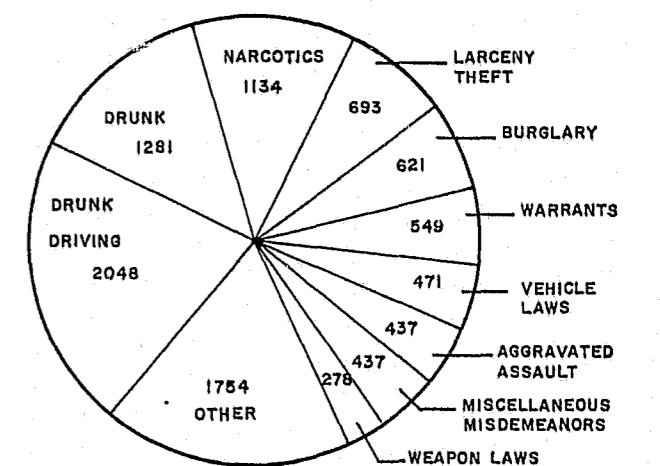 NARCOTICS
1134
LARCENY
THEFT
693
DRUNK
1281
BURGLARY
621
DRUNK
DRIVING
2048
WARRANTS
549
471
VEHICLE
LAWS
437
AGGRAVATED
ASSAULT
437
MISCELLANEOUS
MISDEMEANORS
278
WEAPON LAWS
1754
OTHER